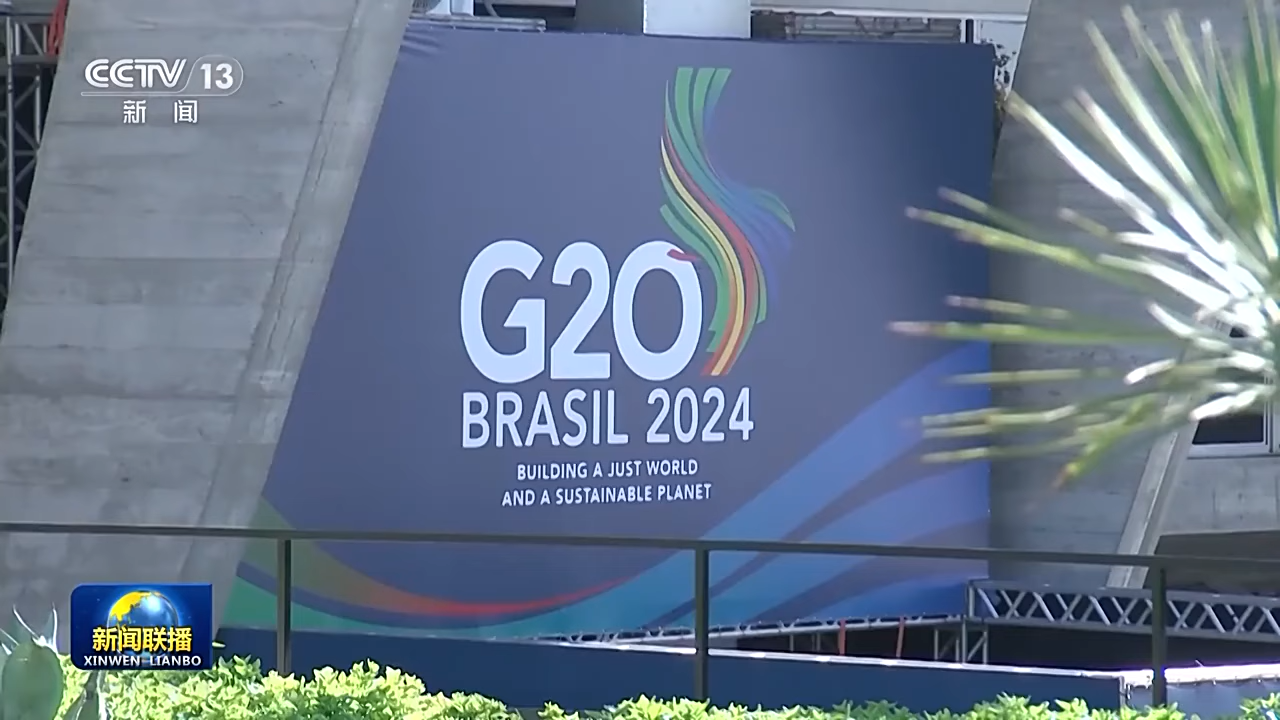 CCTV 13
新闻
G20
BRASIL 2024
BUILDING A JUST WORLD
AND A SUSTAINABLE PLANET
新闻联播
XINWEN LIANBO